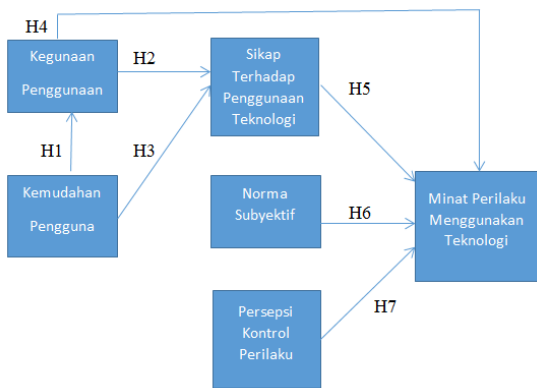 H4
Kegunaan
Penggunaan
H2
Sikap
Terhadap
Penggunaan
Teknologi
H5
H1
H3
Kemudahan
Pengguna
Norma
Subyektif
H6
Minat Perilaku
Menggunakan
Teknologi
Persepsi
Kontrol
Perilaku
H7